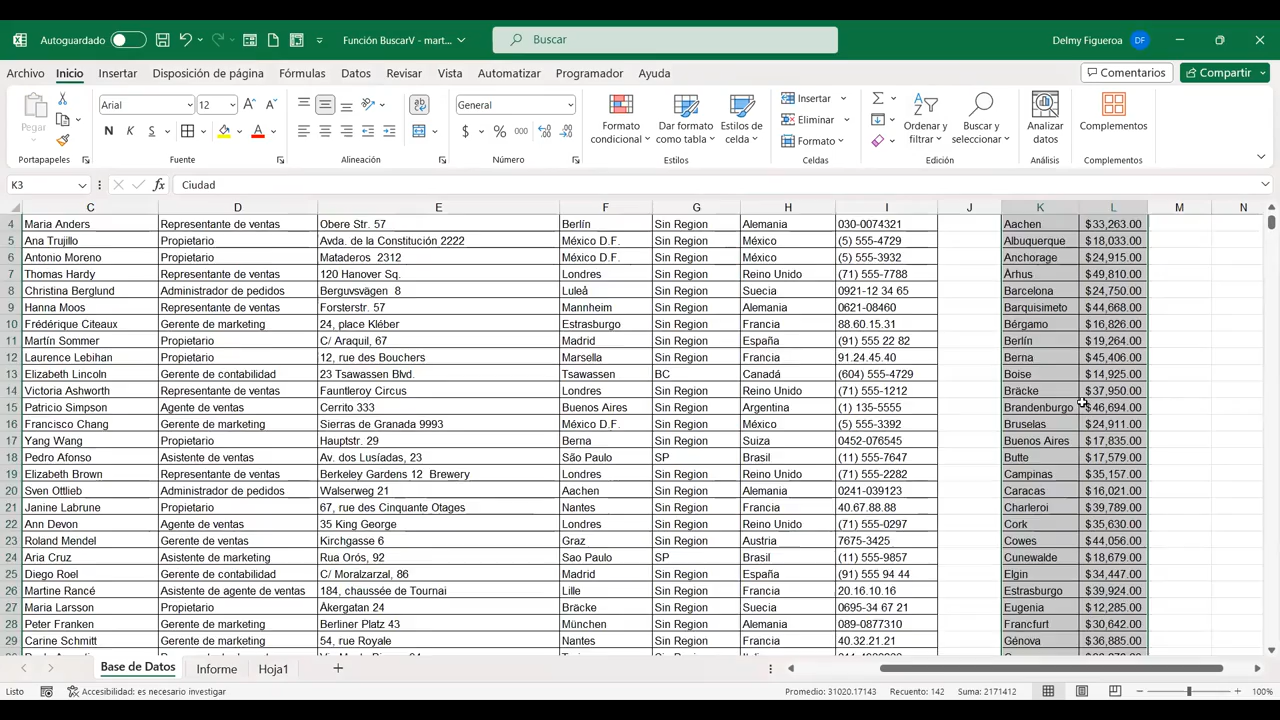 Autoguardado Función BuscarV - mart... Buscar Delmy Figueroa DF
Archivo Inicio Insertar Disposición de página Fórmulas Datos Revisar Vista Automatizar Programador Ayuda Comentarios Compartir
Pegar Arial 12 General Formato condicional Dar formato como tabla Estilos de celda Insertar Eliminar Formato Ordenar y filtrar Buscar y seleccionar Analizar datos Complementos
N K S $ % 000
Portapapeles Fuente Alineación Número Estilos Celdas Edición Análisis Complementos
K3 fx Ciudad
C D E F G H I J K L M N
4 Maria Anders Representante de ventas Obere Str. 57 Berlín Sin Region Alemania 030-0074321 Aachen $33,263.00
5 Ana Trujillo Propietario Avda. de la Constitución 2222 México D.F. Sin Region México (5) 555-4729 Albuquerque $18,033.00
6 Antonio Moreno Propietario Mataderos 2312 México D.F. Sin Region México (5) 555-3932 Anchorage $24,915.00
7 Thomas Hardy Representante de ventas 120 Hanover Sq. Londres Sin Region Reino Unido (71) 555-7788 Århus $49,810.00
8 Christina Berglund Administrador de pedidos Berguvsvägen 8 Luleå Sin Region Suecia 0921-12 34 65 Barcelona $24,750.00
9 Hanna Moos Representante de ventas Forsterstr. 57 Mannheim Sin Region Alemania 0621-08460 Barquisimeto $44,668.00
10 Frédérique Citeaux Gerente de marketing 24, place Kléber Estrasburgo Sin Region Francia 88.60.15.31 Bérgamo $16,826.00
11 Martín Sommer Propietario C/ Araquil, 67 Madrid Sin Region España (91) 555 22 82 Berlín $19,264.00
12 Laurence Lebihan Propietario 12, rue des Bouchers Marsella Sin Region Francia 91.24.45.40 Berna $45,406.00
13 Elizabeth Lincoln Gerente de contabilidad 23 Tsawassen Blvd. Tsawassen BC Canadá (604) 555-4729 Boise $14,925.00
14 Victoria Ashworth Representante de ventas Fauntleroy Circus Londres Sin Region Reino Unido (71) 555-1212 Bräcke $37,950.00
15 Patricio Simpson Agente de ventas Cerrito 333 Buenos Aires Sin Region Argentina (1) 135-5555 Brandenburgo $46,694.00
16 Francisco Chang Gerente de marketing Sierras de Granada 9993 México D.F. Sin Region México (5) 555-3392 Bruselas $24,911.00
17 Yang Wang Propietario Hauptstr. 29 Berna Sin Region Suiza 0452-076545 Buenos Aires $17,835.00
18 Pedro Afonso Asistente de ventas Av. dos Lusíadas, 23 São Paulo SP Brasil (11) 555-7647 Butte $17,579.00
19 Elizabeth Brown Representante de ventas Berkeley Gardens 12 Brewery Londres Sin Region Reino Unido (71) 555-2282 Campinas $35,157.00
20 Sven Ottlieb Administrador de pedidos Walserweg 21 Aachen Sin Region Alemania 0241-039123 Caracas $16,021.00
21 Janine Labrune Propietario 67, rue des Cinquante Otages Nantes Sin Region Francia 40.67.88.88 Charleroi $39,789.00
22 Ann Devon Agente de ventas 35 King George Londres Sin Region Reino Unido (71) 555-0297 Cork $35,630.00
23 Roland Mendel Gerente de ventas Kirchgasse 6 Graz Sin Region Austria 7675-3425 Cowes $44,056.00
24 Aria Cruz Asistente de marketing Rua Orós, 92 Sao Paulo SP Brasil (11) 555-9857 Cunewalde $18,679.00
25 Diego Roel Gerente de contabilidad C/ Moralzarzal, 86 Madrid Sin Region España (91) 555 94 44 Elgin $34,447.00
26 Martine Rancé Asistente de agente de ventas 184, chaussée de Tournai Lille Sin Region Francia 20.16.10.16 Estrasburgo $39,924.00
27 Maria Larsson Propietario Åkergatan 24 Bräcke Sin Region Suecia 0695-34 67 21 Eugenia $12,285.00
28 Peter Franken Gerente de marketing Berliner Platz 43 München Sin Region Alemania 089-0877310 Francfurt $30,642.00
29 Carine Schmitt Gerente de marketing 54, rue Royale Nantes Sin Region Francia 40.32.21.21 Génova $36,885.00
Base de Datos Informe Hoja1
Listo Accesibilidad: es necesario investigar Promedio: 31020.17143 Recuento: 142 Suma: 2171412 100%